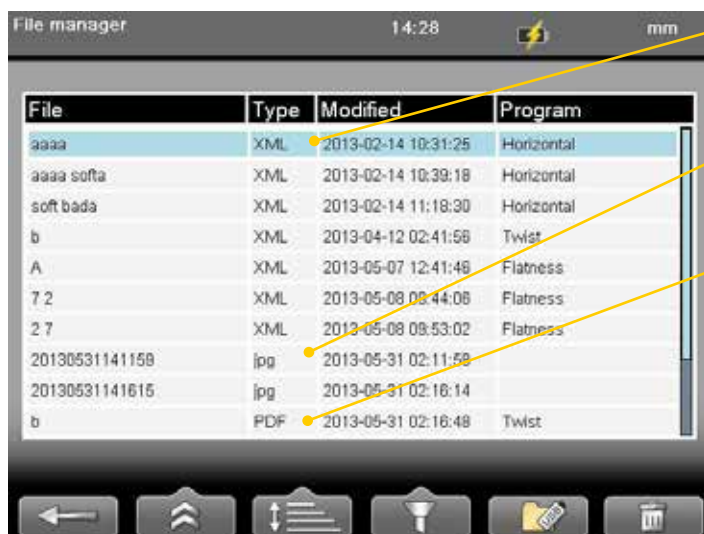 File manager 14:28 mm
File Type Modified Program
aaaa XML 2013-02-14 10:31:25 Horizontal
aaaa softa XML 2013-02-14 10:39:18 Horizontal
soft bada XML 2013-02-14 11:18:30 Horizontal
b XML 2013-04-12 02:41:56 Twist
A XML 2013-05-07 12:41:46 Flatness
7 2 XML 2013-05-08 09:44:06 Flatness
2 7 XML 2013-05-08 09:53:02 Flatness
20130531141159 jpg 2013-05-31 02:11:58
20130531141615 jpg 2013-05-31 02:16:14
b PDF 2013-05-31 02:16:48 Twist